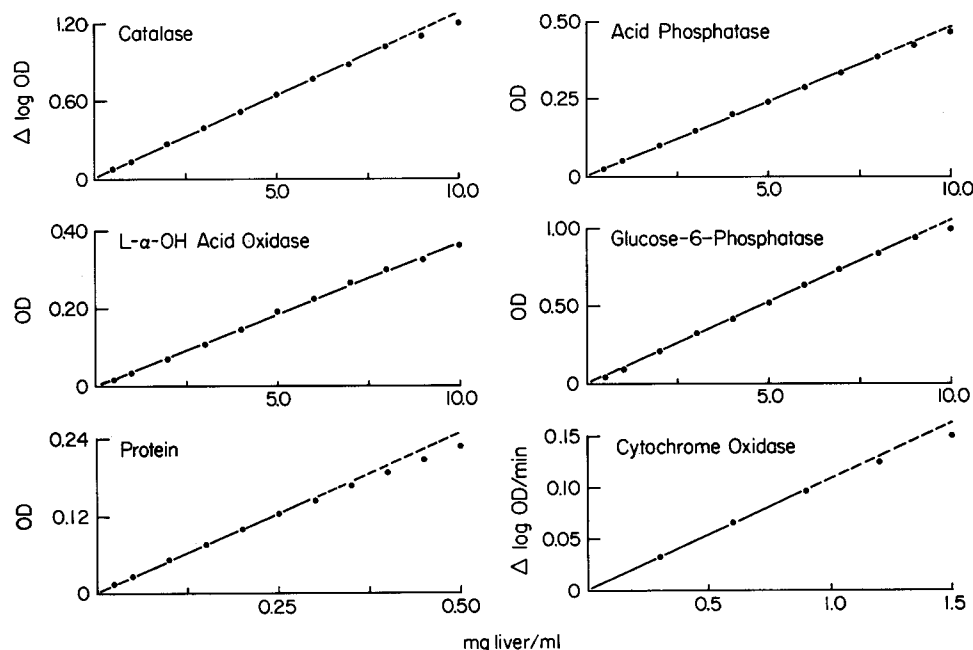 Catalase
Δ log OD
1.20
0.60
0
5.0
10.0
Acid Phosphatase
OD
0.50
0.25
0
5.0
10.0
L-α-OH Acid Oxidase
OD
0.40
0.20
0
5.0
10.0
Glucose-6-Phosphatase
OD
1.00
0.50
0
5.0
10.0
Protein
OD
0.24
0.12
0
0.25
0.50
Cytochrome Oxidase
Δ log OD/min
0.15
0.10
0.05
0
0.5
1.0
1.5
mg liver/ml